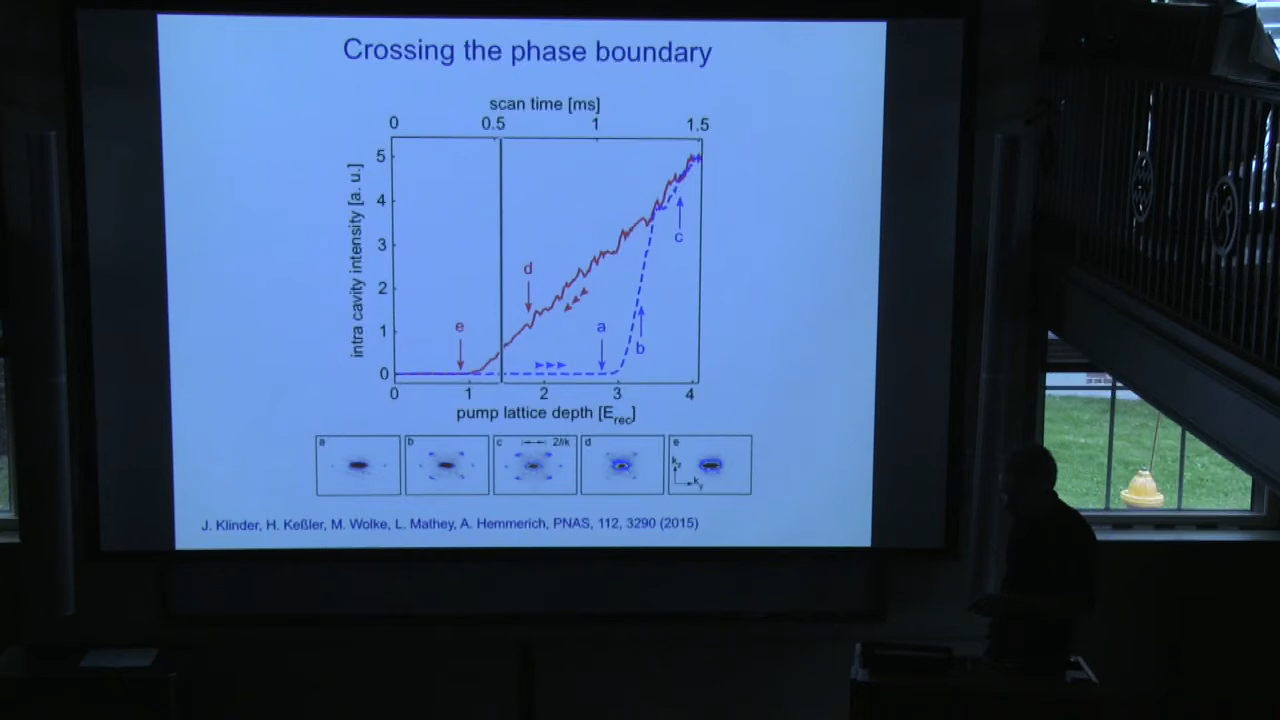 Crossing the phase boundary
scan time [ms]
0 0.5 1 1.5
intra cavity intensity [a. u.]
5
4
3
2
1
0
c
d
e
a
b
0 1 2 3 4
pump lattice depth [Erec]
a b c 2ħk d e
kz
ky
J. Klinder, H. Keßler, M. Wolke, L. Mathey, A. Hemmerich, PNAS, 112, 3290 (2015)